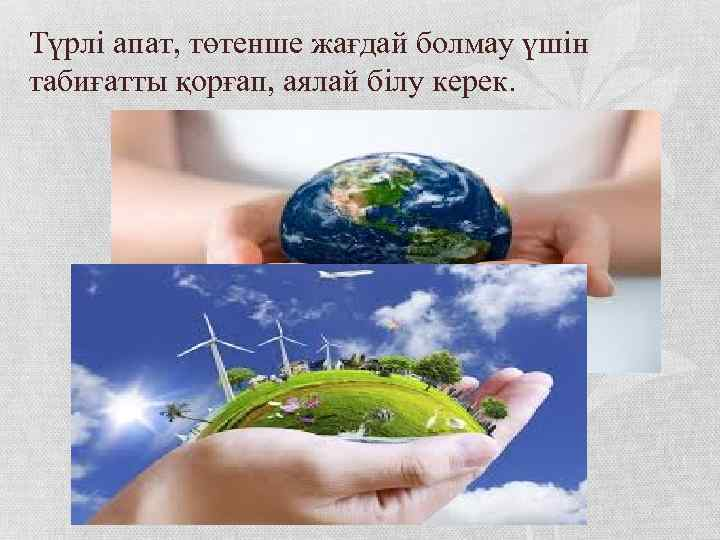 Түрлі апат, төтенше жағдай болмау үшін
табиғатты қорғап, аялай білу керек.